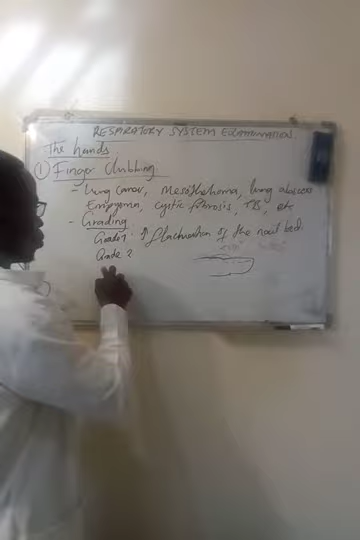 RESPIRATORY SYSTEM EXAMINATION
The hands
① Finger clubbing
- Lung cancer, Mesothelioma, lung abscess
Empyema, cystic fibrosis, TB, etc
- Grading
Grade 1: ↑ fluctuation of the nail bed
Grade 2